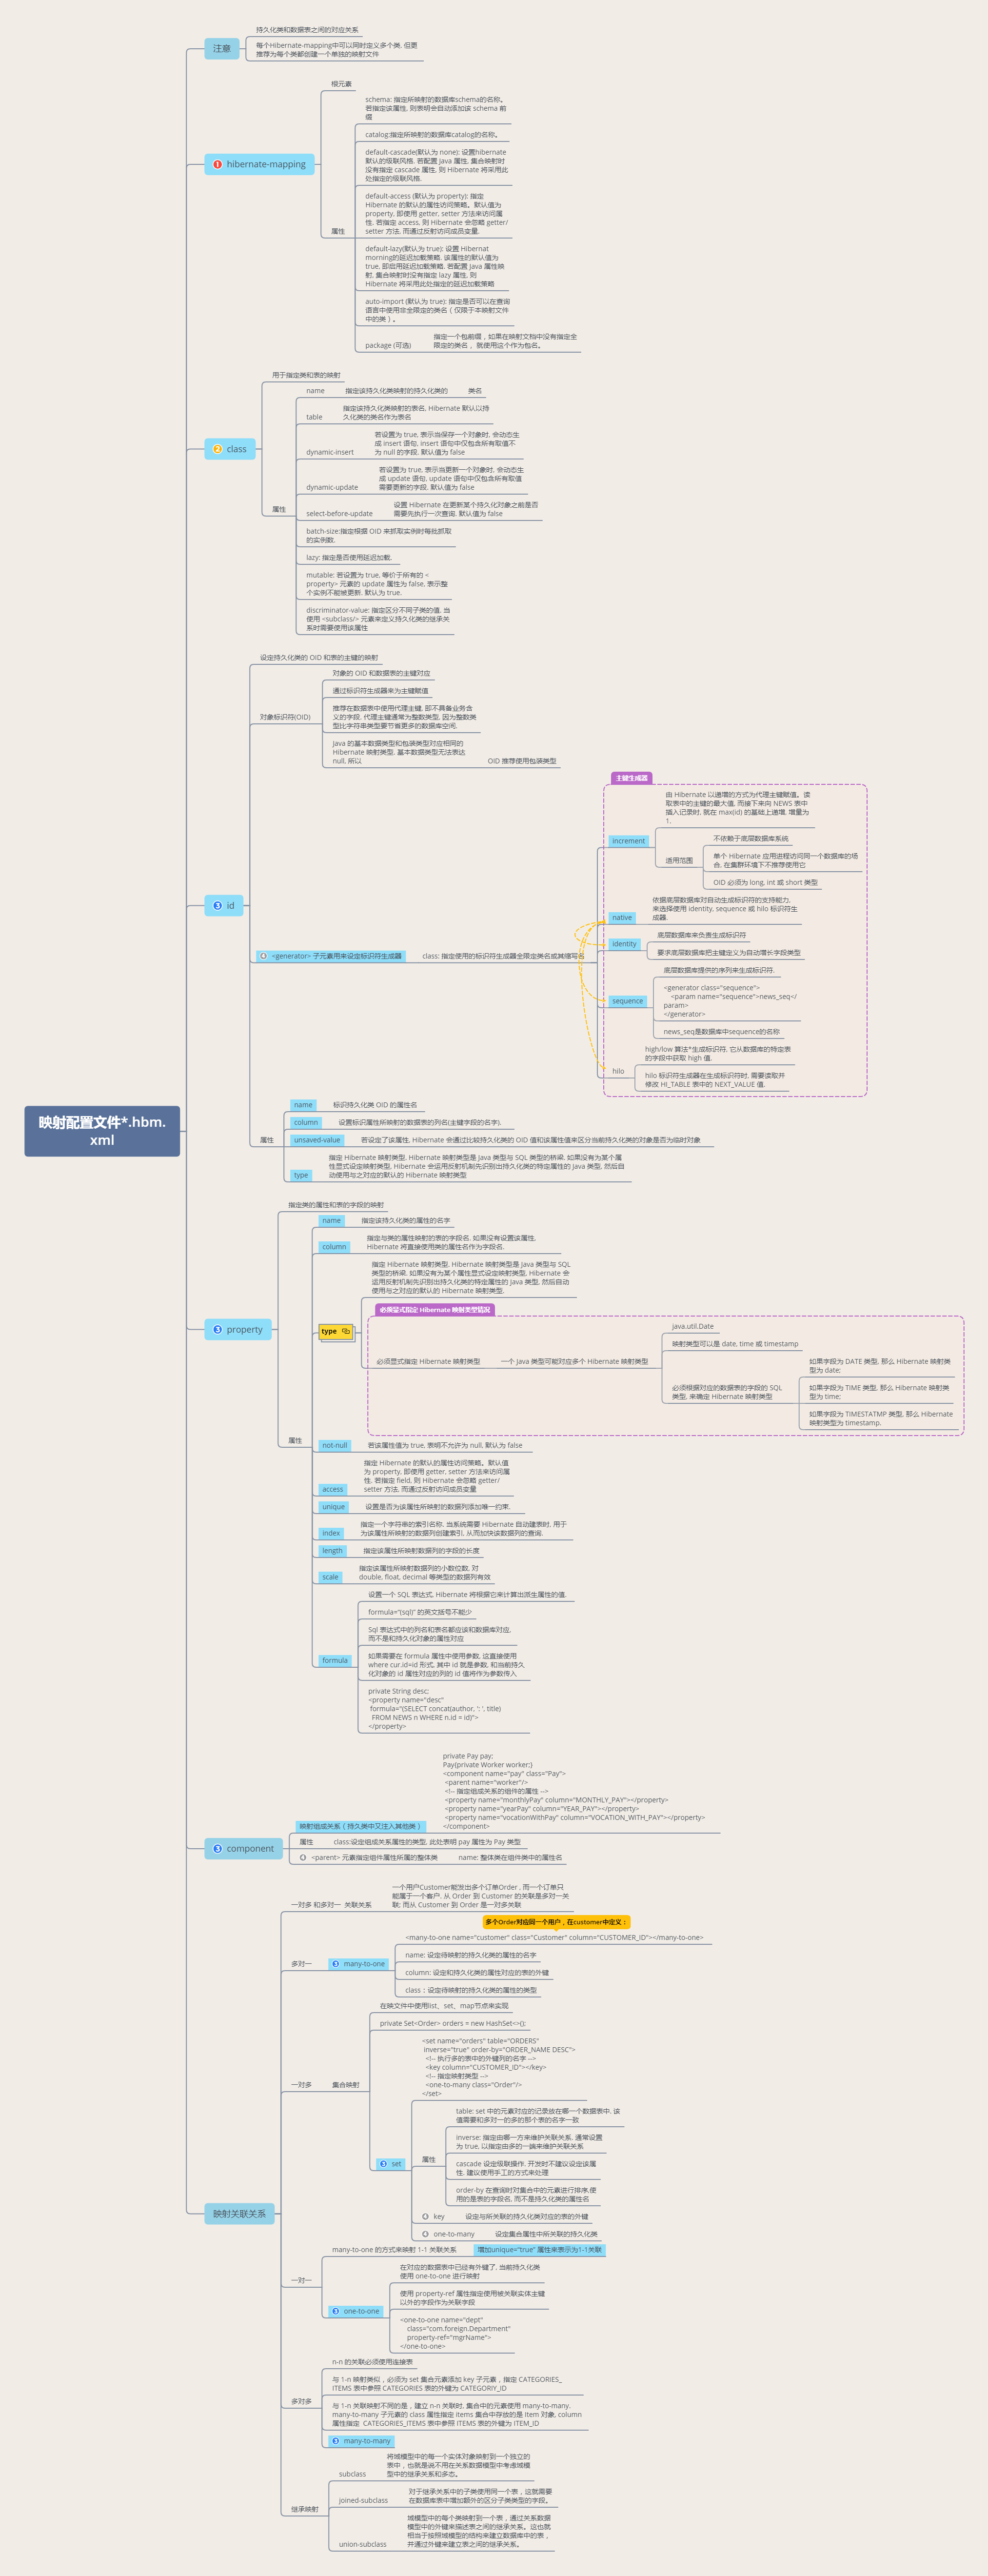 映射配置文件*.hbm.
xml
注意
持久化类和数据表之间的对应关系
每个Hibernate-mapping中可以同时定义多个类, 但更
推荐为每个类都创建一个单独的映射文件
hibernate-mapping
根元素
属性
schema: 指定所映射的数据库schema的名称。
若指定该属性, 则表明会自动添加该 schema 前
缀
catalog:指定所映射的数据库catalog的名称。
default-cascade(默认为 none): 设置hibernate
默认的级联风格. 若配置 Java 属性, 集合映射时
没有指定 cascade 属性, 则 Hibernate 将采用此
处指定的级联风格.
default-access (默认为 property): 指定
Hibernate 的默认的属性访问策略。默认值为
property, 即使用 getter, setter 方法来访问属
性. 若指定 access, 则 Hibernate 会忽略 getter/
setter 方法, 而通过反射访问成员变量.
default-lazy(默认为 true): 设置 Hibernat
morning的延迟加载策略. 该属性的默认值为
true, 即启用延迟加载策略. 若配置 Java 属性映
射, 集合映射时没有指定 lazy 属性, 则
Hibernate 将采用此处指定的延迟加载策略
auto-import (默认为 true): 指定是否可以在查询
语言中使用非全限定的类名（仅限于本映射文件
中的类）。
package (可选)
指定一个包前缀，如果在映射文档中没有指定全
限定的类名， 就使用这个作为包名。
class
用于指定类和表的映射
属性
name
指定该持久化类映射的持久化类的
类名
table
指定该持久化类映射的表名, Hibernate 默认以持
久化类的类名作为表名
dynamic-insert
若设置为 true, 表示当保存一个对象时, 会动态生
成 insert 语句, insert 语句中仅包含所有取值不
为 null 的字段. 默认值为 false
dynamic-update
若设置为 true, 表示当更新一个对象时, 会动态生
成 update 语句, update 语句中仅包含所有取值
需要更新的字段. 默认值为 false
select-before-update
设置 Hibernate 在更新某个持久化对象之前是否
需要先执行一次查询. 默认值为 false
batch-size:指定根据 OID 来抓取实例时每批抓取
的实例数.
lazy: 指定是否使用延迟加载.
mutable: 若设置为 true, 等价于所有的 <
property> 元素的 update 属性为 false, 表示整
个实例不能被更新. 默认为 true.
discriminator-value: 指定区分不同子类的值. 当
使用 <subclass/> 元素来定义持久化类的继承关
系时需要使用该属性
id
设定持久化类的 OID 和表的主键的映射
对象标识符(OID)
对象的 OID 和数据表的主键对应
通过标识符生成器来为主键赋值
推荐在数据表中使用代理主键, 即不具备业务含
义的字段. 代理主键通常为整数类型, 因为整数类
型比字符串类型要节省更多的数据库空间.
Java 的基本数据类型和包装类型对应相同的
Hibernate 映射类型. 基本数据类型无法表达
null, 所以
OID 推荐使用包装类型
<generator> 子元素用来设定标识符生成器
class: 指定使用的标识符生成器全限定类名或其缩写名
主键生成器
increment
由 Hibernate 以递增的方式为代理主键赋值。读
取表中的主键的最大值, 而接下来向 NEWS 表中
插入记录时, 就在 max(id) 的基础上递增, 增量为
1.
适用范围
不依赖于底层数据库系统
单个 Hibernate 应用进程访问同一个数据库的场
合, 在集群环境下不推荐使用它
OID 必须为 long, int 或 short 类型
native
依据底层数据库对自动生成标识符的支持能力,
来选择使用 identity, sequence 或 hilo 标识符生
成器.
identity
底层数据库来负责生成标识符
要求底层数据库把主键定义为自动增长字段类型
sequence
底层数据库提供的序列来生成标识符.
<generator class="sequence">
<param name="sequence">news_seq</
param>
</generator>
news_seq是数据库中sequence的名称
hilo
high/low 算法*生成标识符, 它从数据库的特定表
的字段中获取 high 值.
hilo 标识符生成器在生成标识符时, 需要读取并
修改 HI_TABLE 表中的 NEXT_VALUE 值.
属性
name
标识持久化类 OID 的属性名
column
设置标识属性所映射的数据表的列名(主键字段的名字).
unsaved-value
若设定了该属性, Hibernate 会通过比较持久化类的 OID 值和该属性值来区分当前持久化类的对象是否为临时对象
type
指定 Hibernate 映射类型. Hibernate 映射类型是 Java 类型与 SQL 类型的桥梁. 如果没有为某个属
性显式设定映射类型, Hibernate 会运用反射机制先识别出持久化类的特定属性的 Java 类型, 然后自
动使用与之对应的默认的 Hibernate 映射类型
property
指定类的属性和表的字段的映射
属性
name
指定该持久化类的属性的名字
column
指定与类的属性映射的表的字段名. 如果没有设置该属性,
Hibernate 将直接使用类的属性名作为字段名.
type
指定 Hibernate 映射类型. Hibernate 映射类型是 Java 类型与 SQL
类型的桥梁. 如果没有为某个属性显式设定映射类型, Hibernate 会
运用反射机制先识别出持久化类的特定属性的 Java 类型, 然后自动
使用与之对应的默认的 Hibernate 映射类型.
必须显式指定 Hibernate 映射类型情况
必须显式指定 Hibernate 映射类型
一个 Java 类型可能对应多个 Hibernate 映射类型
java.util.Date
映射类型可以是 date, time 或 timestamp
必须根据对应的数据表的字段的 SQL
类型, 来确定 Hibernate 映射类型
如果字段为 DATE 类型, 那么 Hibernate 映射类
型为 date;
如果字段为 TIME 类型, 那么 Hibernate 映射类
型为 time;
如果字段为 TIMESTATMP 类型, 那么 Hibernate
映射类型为 timestamp.
not-null
若该属性值为 true, 表明不允许为 null, 默认为 false
access
指定 Hibernate 的默认的属性访问策略。默认值
为 property, 即使用 getter, setter 方法来访问属
性. 若指定 field, 则 Hibernate 会忽略 getter/
setter 方法, 而通过反射访问成员变量
unique
设置是否为该属性所映射的数据列添加唯一约束.
index
指定一个字符串的索引名称. 当系统需要 Hibernate 自动建表时, 用于
为该属性所映射的数据列创建索引, 从而加快该数据列的查询.
length
指定该属性所映射数据列的字段的长度
scale
指定该属性所映射数据列的小数位数, 对
double, float, decimal 等类型的数据列有效
formula
设置一个 SQL 表达式, Hibernate 将根据它来计算出派生属性的值.
formula="(sql)" 的英文括号不能少
Sql 表达式中的列名和表名都应该和数据库对应,
而不是和持久化对象的属性对应
如果需要在 formula 属性中使用参数, 这直接使用
where cur.id=id 形式, 其中 id 就是参数, 和当前持久
化对象的 id 属性对应的列的 id 值将作为参数传入
private String desc;
<property name="desc"
formula="(SELECT concat(author, ': ', title)
FROM NEWS n WHERE n.id = id)">
</property>
component
映射组成关系（持久类中又注入其他类）
private Pay pay;
Pay{private Worker worker;}
<component name="pay" class="Pay">
<parent name="worker"/>
<!-- 指定组成关系的组件的属性 -->
<property name="monthlyPay" column="MONTHLY_PAY"></property>
<property name="yearPay" column="YEAR_PAY"></property>
<property name="vocationWithPay" column="VOCATION_WITH_PAY"></property>
</component>
属性
class:设定组成关系属性的类型, 此处表明 pay 属性为 Pay 类型
<parent> 元素指定组件属性所属的整体类
name: 整体类在组件类中的属性名
映射关联关系
一对多 和多对一 关联关系
一个用户Customer能发出多个订单Order , 而一个订单只
能属于一个客户. 从 Order 到 Customer 的关联是多对一关
联; 而从 Customer 到 Order 是一对多关联
多对一
many-to-one
多个Order对应同一个用户，在customer中定义：
<many-to-one name="customer" class="Customer" column="CUSTOMER_ID"></many-to-one>
name: 设定待映射的持久化类的属性的名字
column: 设定和持久化类的属性对应的表的外键
class：设定待映射的持久化类的属性的类型
一对多
集合映射
在映文件中使用list、set、map节点来实现
private Set<Order> orders = new HashSet<>();
set
<set name="orders" table="ORDERS"
inverse="true" order-by="ORDER_NAME DESC">
<!-- 执行多的表中的外键列的名字 -->
<key column="CUSTOMER_ID"></key>
<!-- 指定映射类型 -->
<one-to-many class="Order"/>
</set>
属性
table: set 中的元素对应的记录放在哪一个数据表中. 该
值需要和多对一的多的那个表的名字一致
inverse: 指定由哪一方来维护关联关系. 通常设置
为 true, 以指定由多的一端来维护关联关系
cascade 设定级联操作. 开发时不建议设定该属
性. 建议使用手工的方式来处理
order-by 在查询时对集合中的元素进行排序,使
用的是表的字段名, 而不是持久化类的属性名
key
设定与所关联的持久化类对应的表的外键
one-to-many
设定集合属性中所关联的持久化类
一对一
many-to-one 的方式来映射 1-1 关联关系
增加unique="true" 属性来表示为1-1关联
one-to-one
在对应的数据表中已经有外键了, 当前持久化类
使用 one-to-one 进行映射
使用 property-ref 属性指定使用被关联实体主键
以外的字段作为关联字段
<one-to-one name="dept"
class="com.foreign.Department"
property-ref="mgrName">
</one-to-one>
多对多
n-n 的关联必须使用连接表
与 1-n 映射类似，必须为 set 集合元素添加 key 子元素，指定 CATEGORIES_
ITEMS 表中参照 CATEGORIES 表的外键为 CATEGORIY_ID
与 1-n 关联映射不同的是，建立 n-n 关联时, 集合中的元素使用 many-to-many.
many-to-many 子元素的 class 属性指定 items 集合中存放的是 Item 对象, column
属性指定 CATEGORIES_ITEMS 表中参照 ITEMS 表的外键为 ITEM_ID
many-to-many
继承映射
subclass
将域模型中的每一个实体对象映射到一个独立的
表中，也就是说不用在关系数据模型中考虑域模
型中的继承关系和多态。
joined-subclass
对于继承关系中的子类使用同一个表，这就需要
在数据库表中增加额外的区分子类类型的字段。
union-subclass
域模型中的每个类映射到一个表，通过关系数据
模型中的外键来描述表之间的继承关系。这也就
相当于按照域模型的结构来建立数据库中的表，
并通过外键来建立表之间的继承关系。